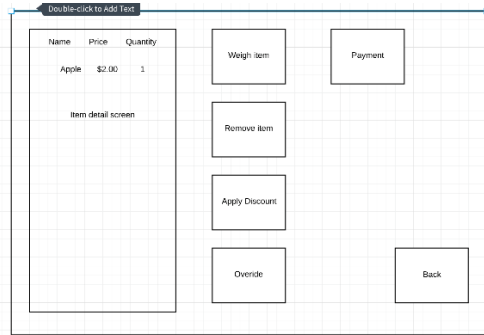 Double-click to Add Text
Name Price Quantity
Apple $2.00 1
Item detail screen
Weigh item
Payment
Remove item
Apply Discount
Overide
Back